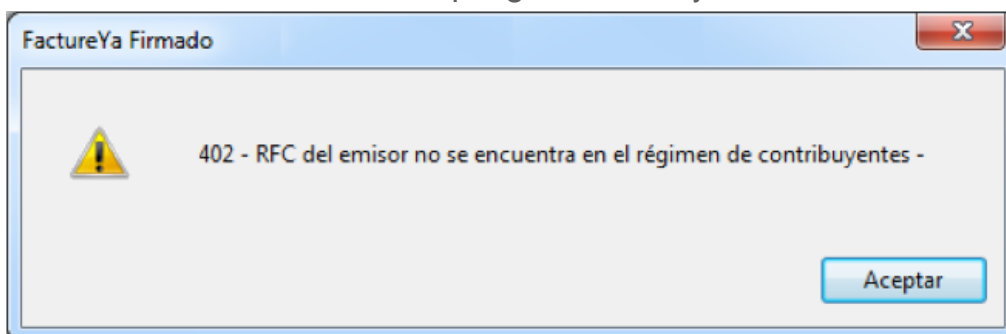 FactureYa Firmado
402 - RFC del emisor no se encuentra en el régimen de contribuyentes -
Aceptar